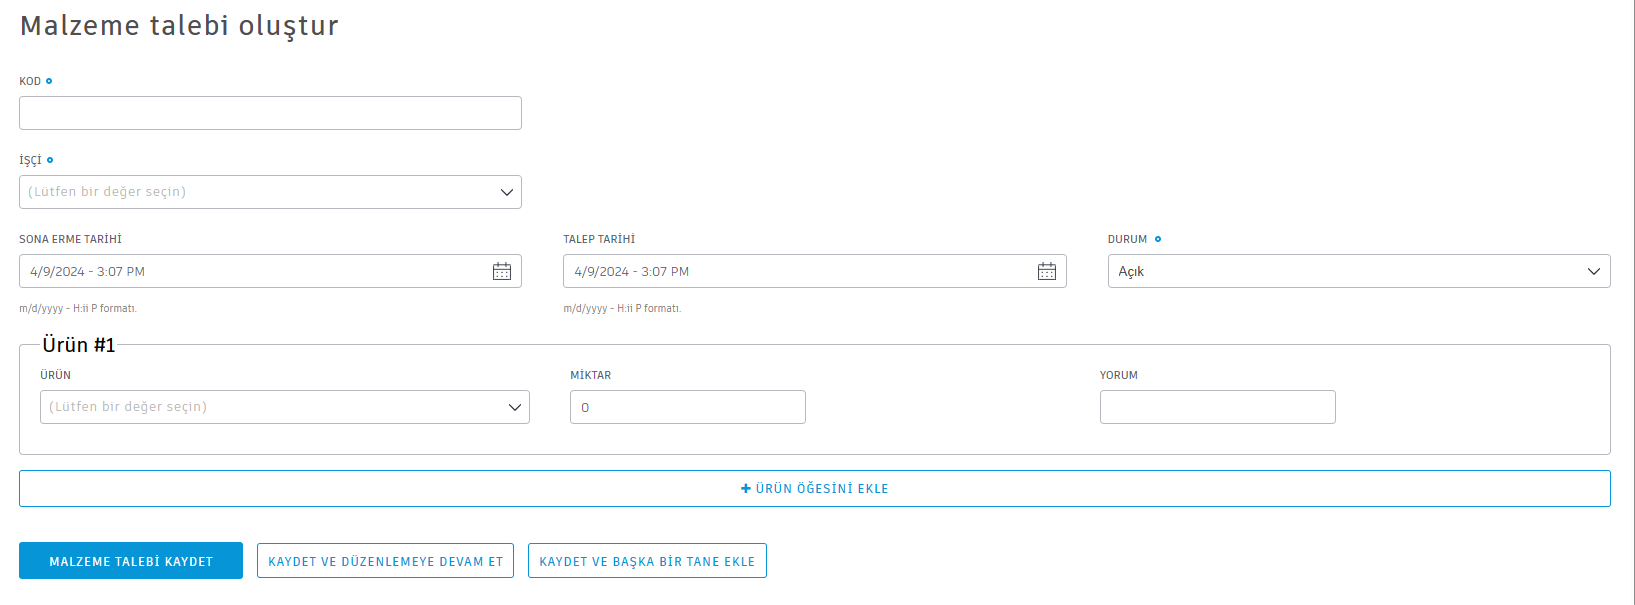 Malzeme talebi oluştur
KOD
İŞÇİ
(Lütfen bir değer seçin)
SONA ERME TARİHİ TALEP TARİHİ DURUM
4/9/2024 - 3:07 PM 4/9/2024 - 3:07 PM Açık
m/d/yyyy - H:ii P formatı. m/d/yyyy - H:ii P formatı.
Ürün #1
ÜRÜN MİKTAR YORUM
(Lütfen bir değer seçin) 0
+ ÜRÜN ÖĞESİNİ EKLE
MALZEME TALEBİ KAYDET KAYDET VE DÜZENLEMEYE DEVAM ET KAYDET VE BAŞKA BİR TANE EKLE